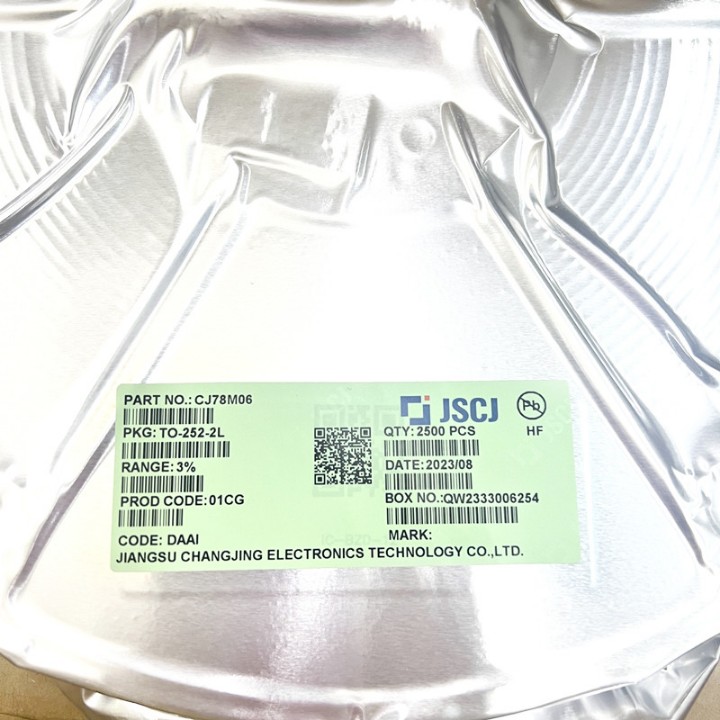 PART NO.: CJ78M06
JSCJ
Pb
PKG: TO-252-2L
QTY: 2500 PCS
HF
RANGE: 3%
DATE: 2023/08
PROD CODE: 01CG
BOX NO.: QW2333006254
CODE: DAAI
MARK:
JIANGSU CHANGJING ELECTRONICS TECHNOLOGY CO.,LTD.